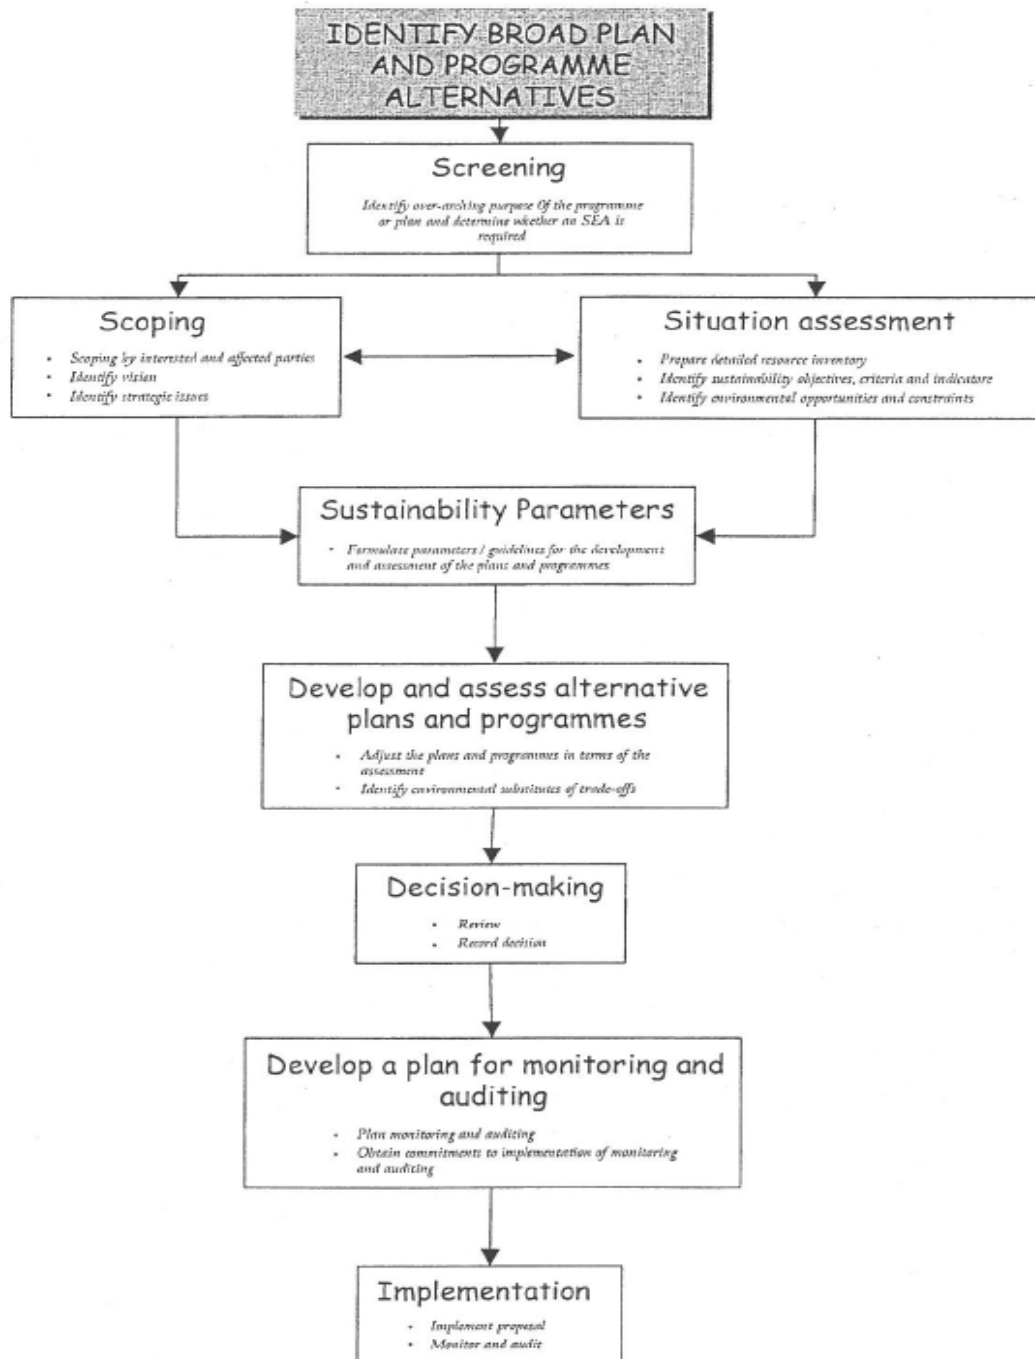 IDENTIFY BROAD PLAN
AND PROGRAMME
ALTERNATIVES
Screening
Identify over-arching purpose Of the programme
or plan and determine whether an SEA is
required
Scoping
• Scoping by interested and affected parties
• Identify vision
• Identify strategic issues
Situation assessment
• Prepare detailed resource inventory
• Identify sustainability objectives, criteria and indicators
• Identify environmental opportunities and constraints
Sustainability Parameters
• Formulate parameters / guidelines for the development
and assessment of the plans and programmes
Develop and assess alternative
plans and programmes
• Adjust the plans and programmes in terms of the
assessment
• Identify environmental substitutes of trade-offs
Decision-making
• Review
• Record decision
Develop a plan for monitoring and
auditing
• Plan monitoring and auditing
• Obtain commitments to implementation of monitoring
and auditing
Implementation
• Implement proposal
• Monitor and audit